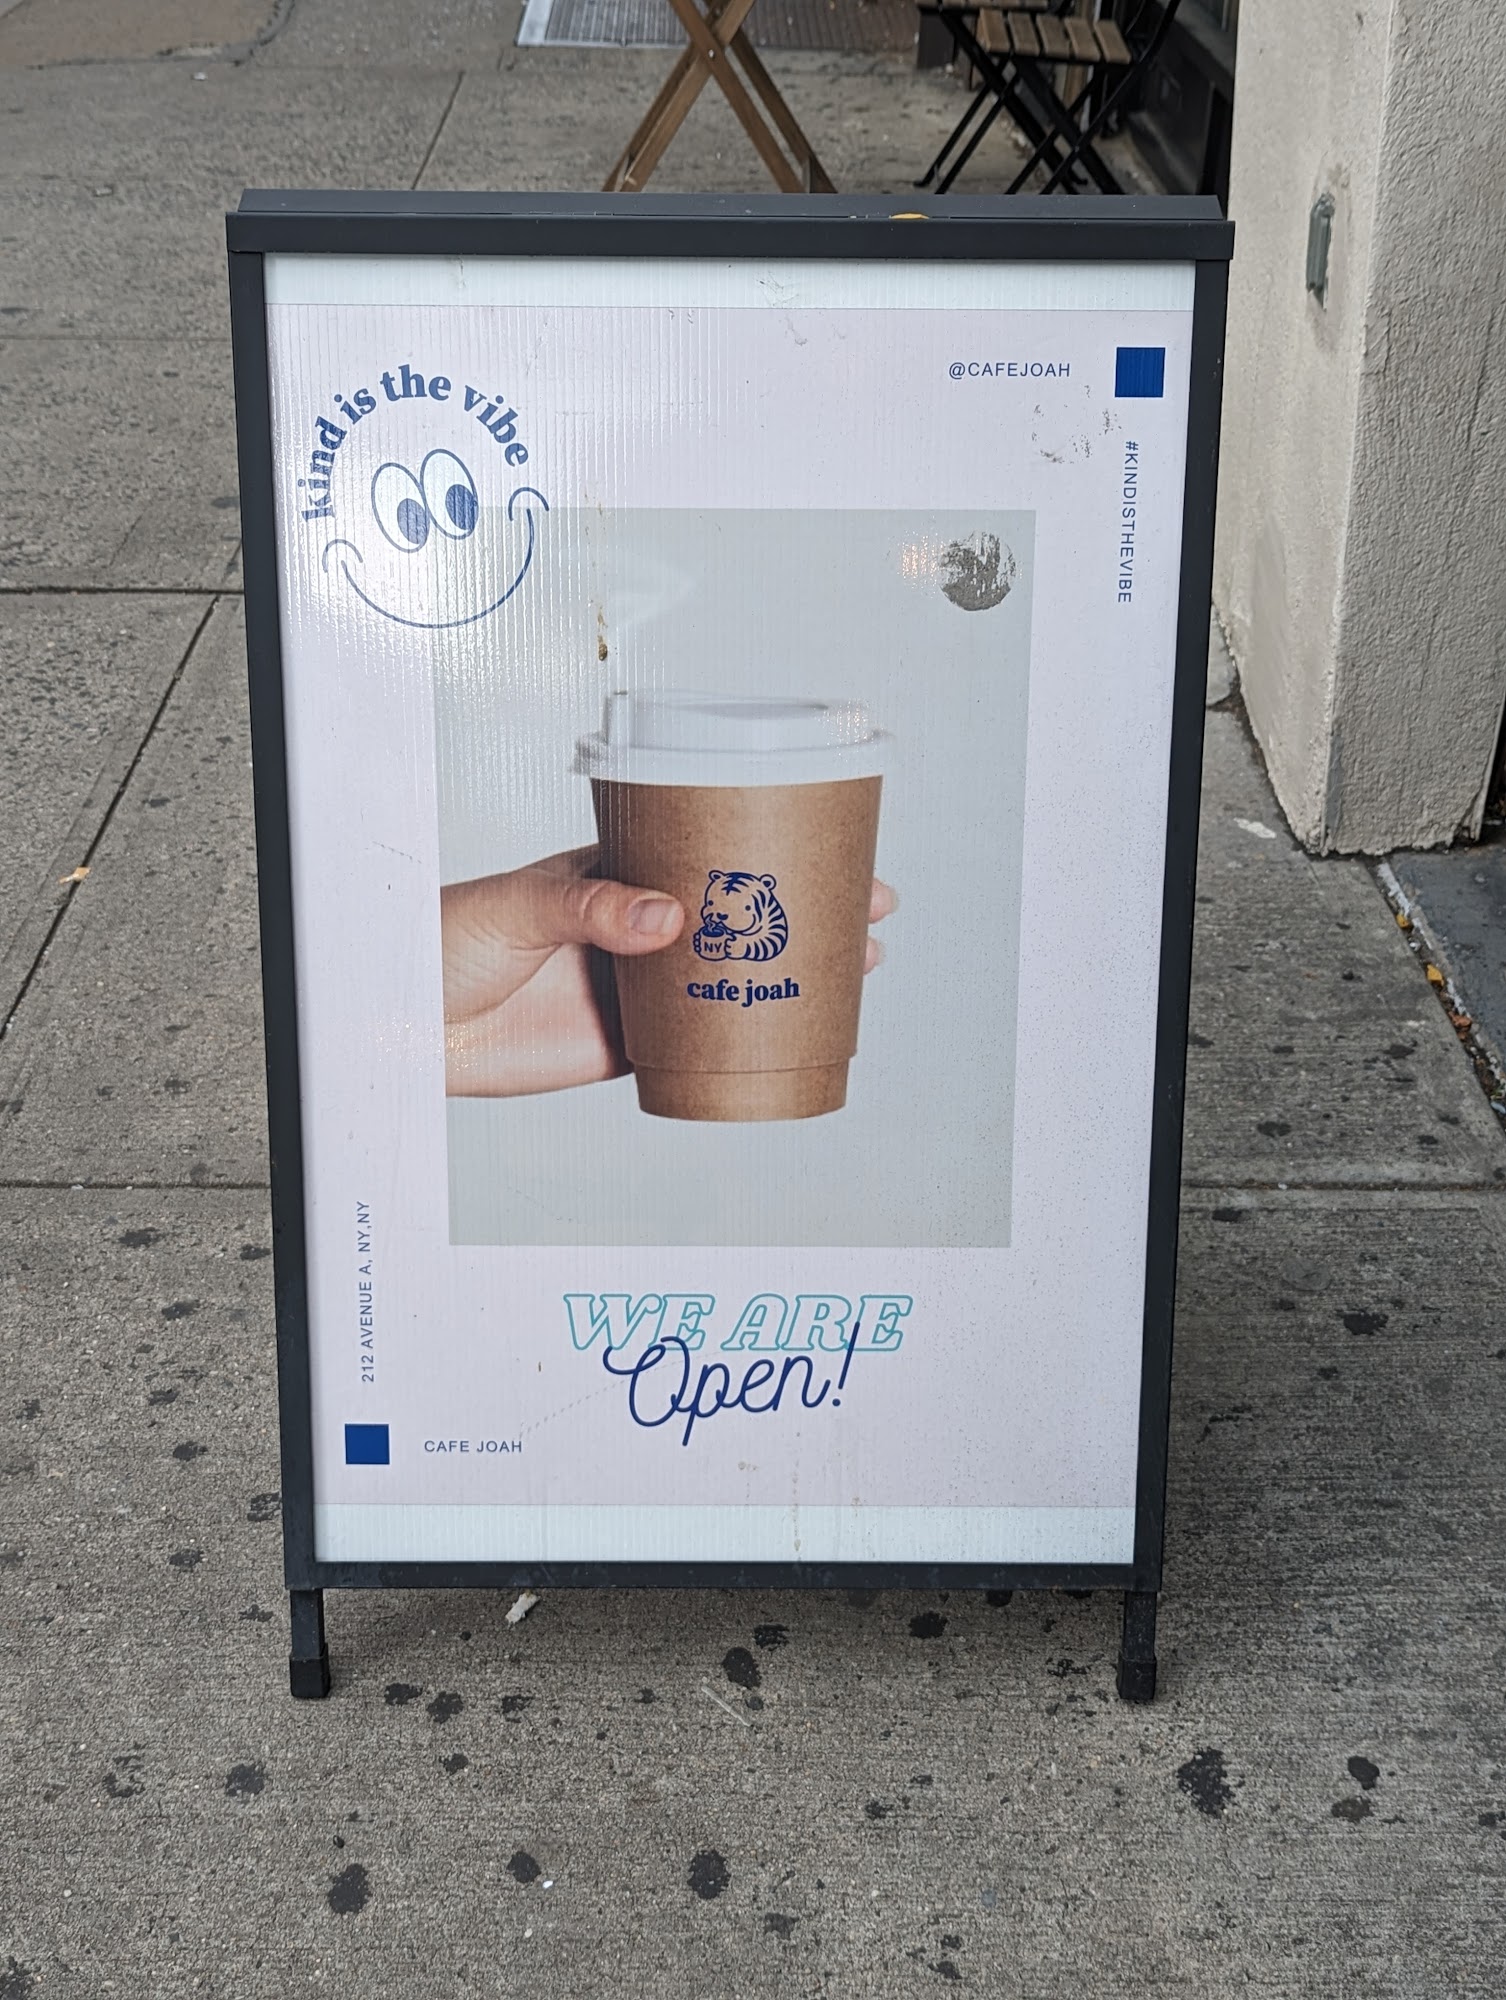 kind is the vibe
@CAFEJOAH
#KINDISTHEVIBE
NY
cafe joah
212 AVENUE A, NY,NY
WE ARE
Open!
CAFE JOAH